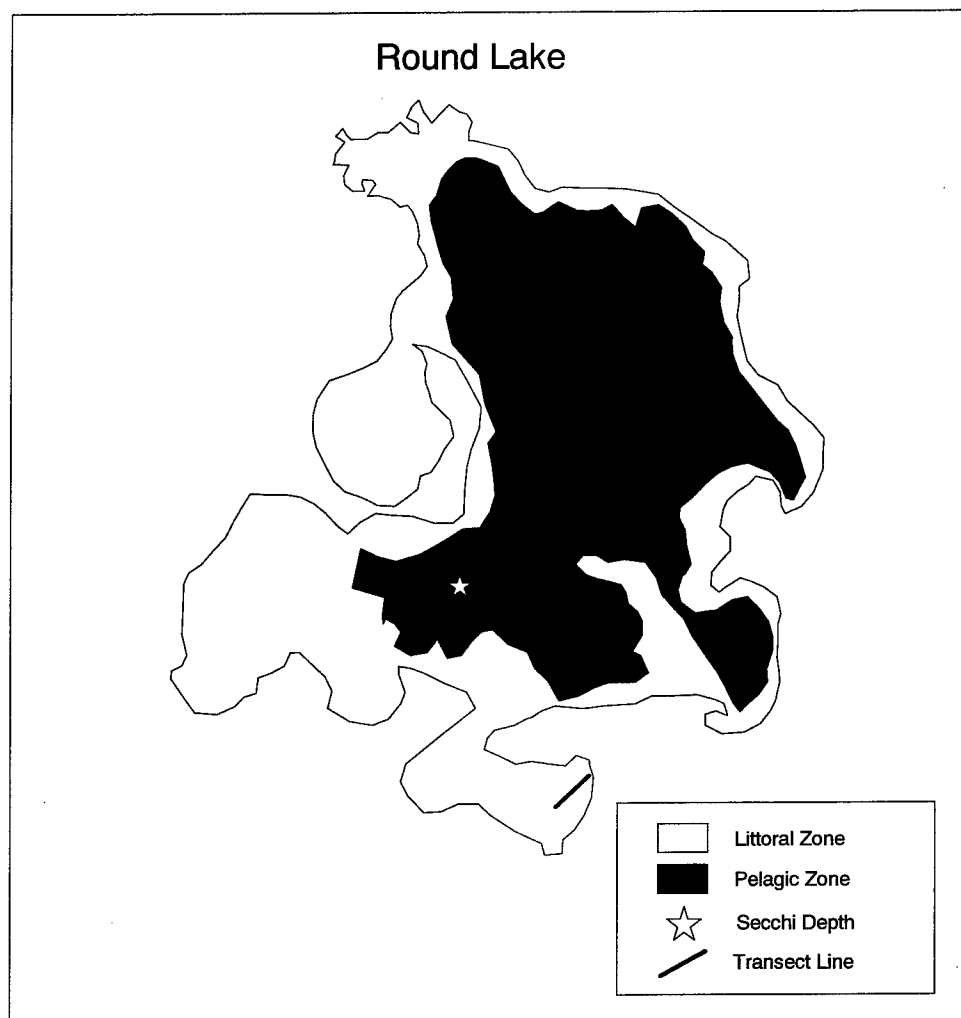 Round Lake
Littoral Zone
Pelagic Zone
Secchi Depth
Transect Line